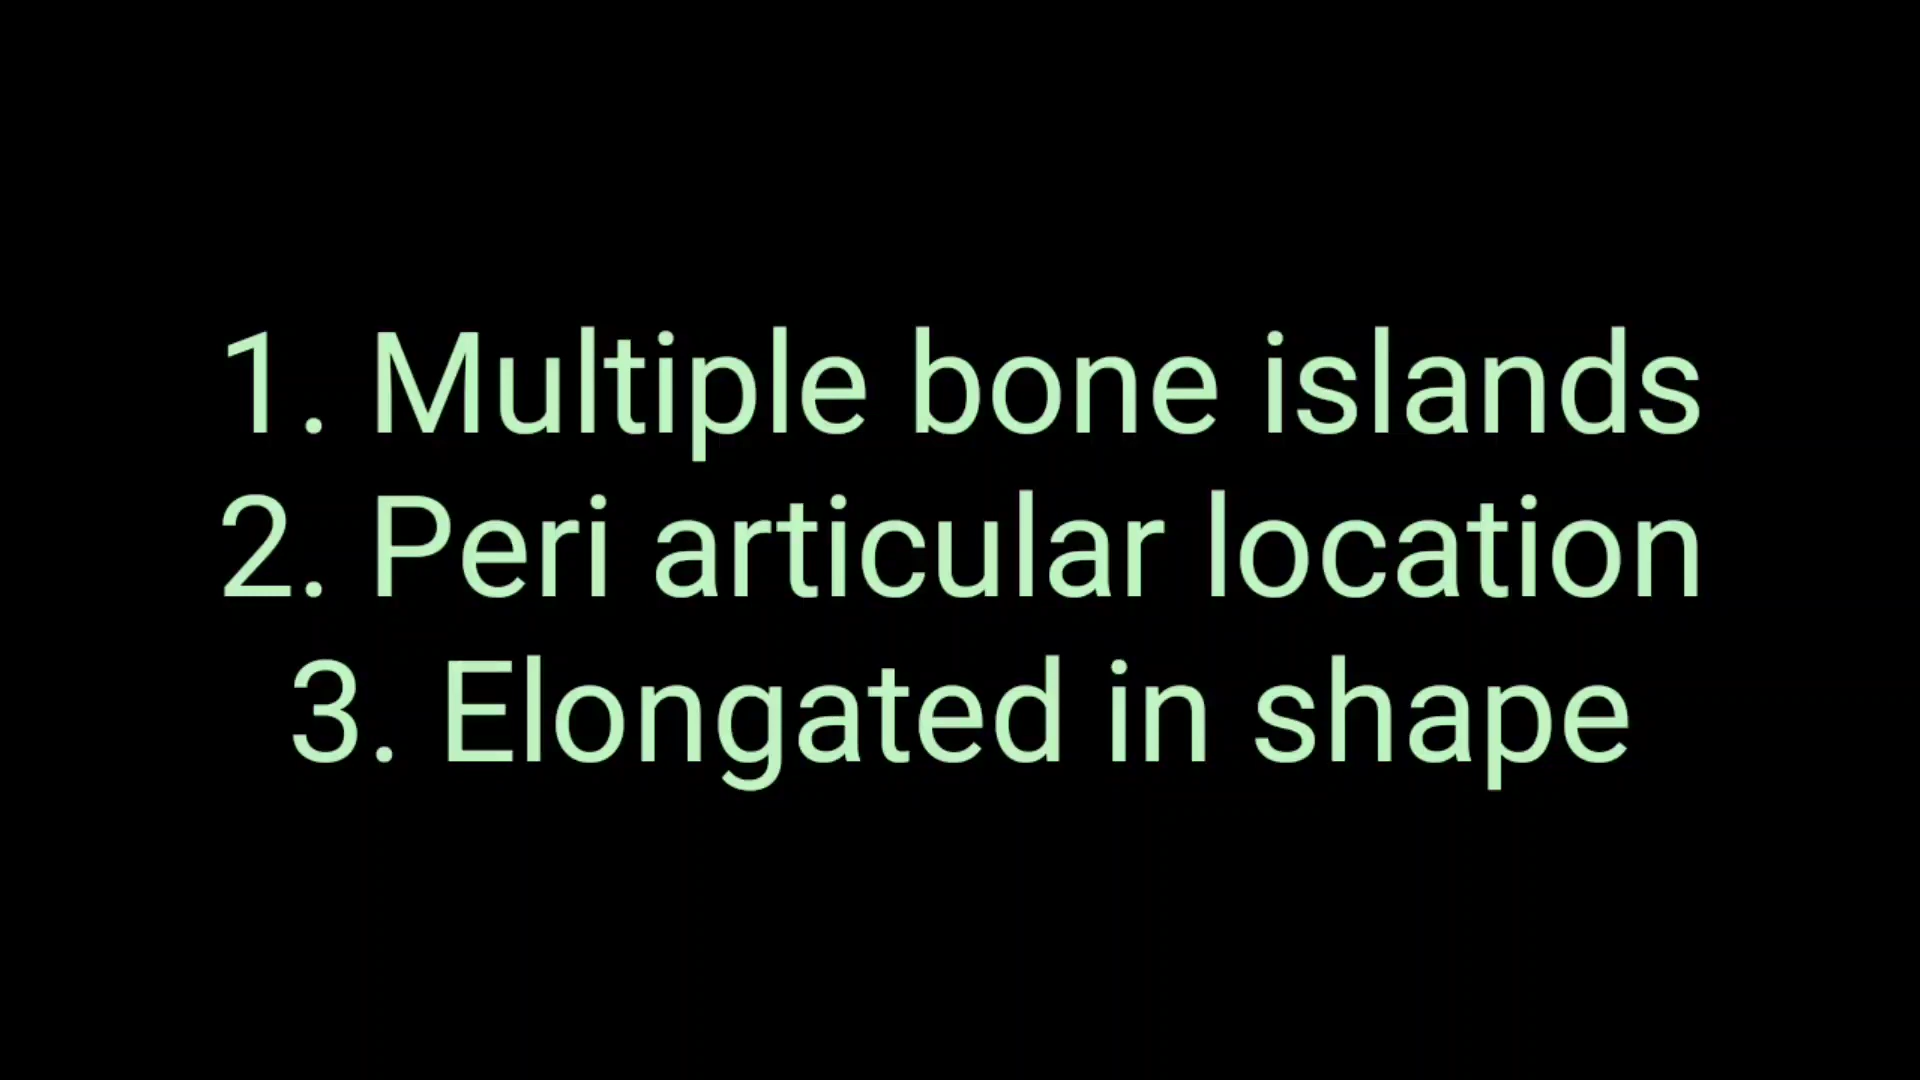 1. Multiple bone islands
2. Peri articular location
3. Elongated in shape